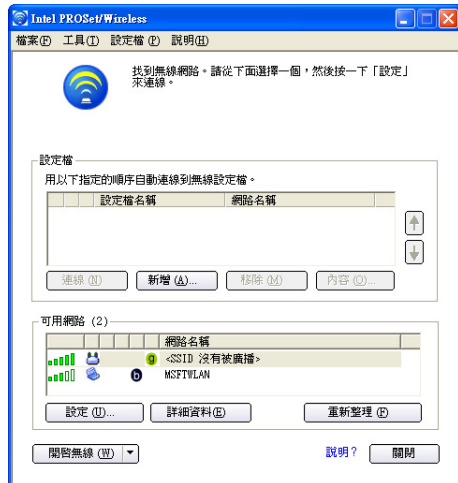 Intel PROSet/Wireless
檔案(F) 工具(T) 設定檔(P) 說明(H)
找到無線網路。請從下面選擇一個，然後按一下「設定」
來連線。
設定檔
用以下指定的順序自動連線到無線設定檔。
設定檔名稱 網路名稱
連線(N) 新增(A)... 移除(M) 內容(O)...
可用網路 (2)
網路名稱
g <SSID 沒有被廣播>
b MSFTWLAN
設定(U)... 詳細資料(E) 重新整理(F)
開啓無線(W) 說明? 關閉